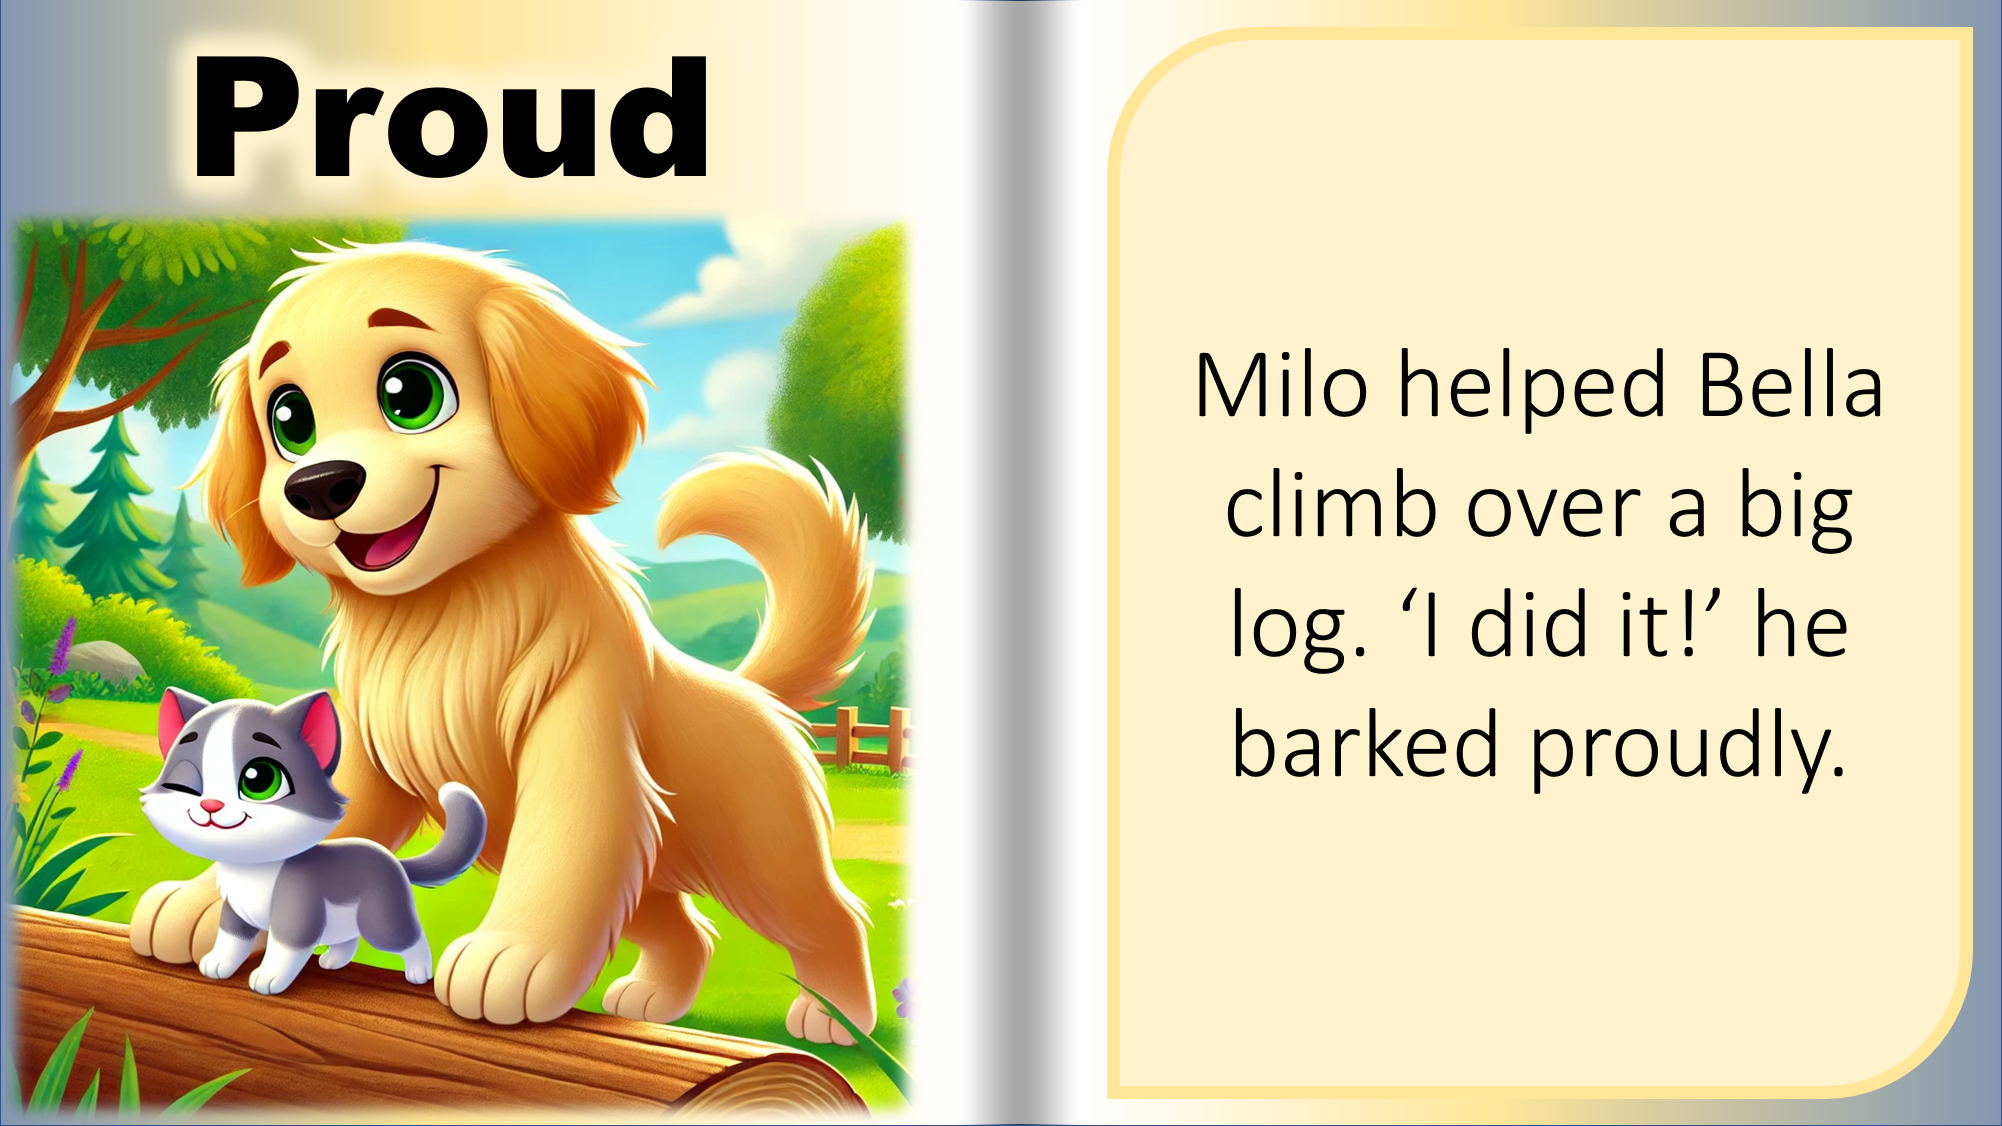 Proud
Milo helped Bella
climb over a big
log. ‘I did it!’ he
barked proudly.